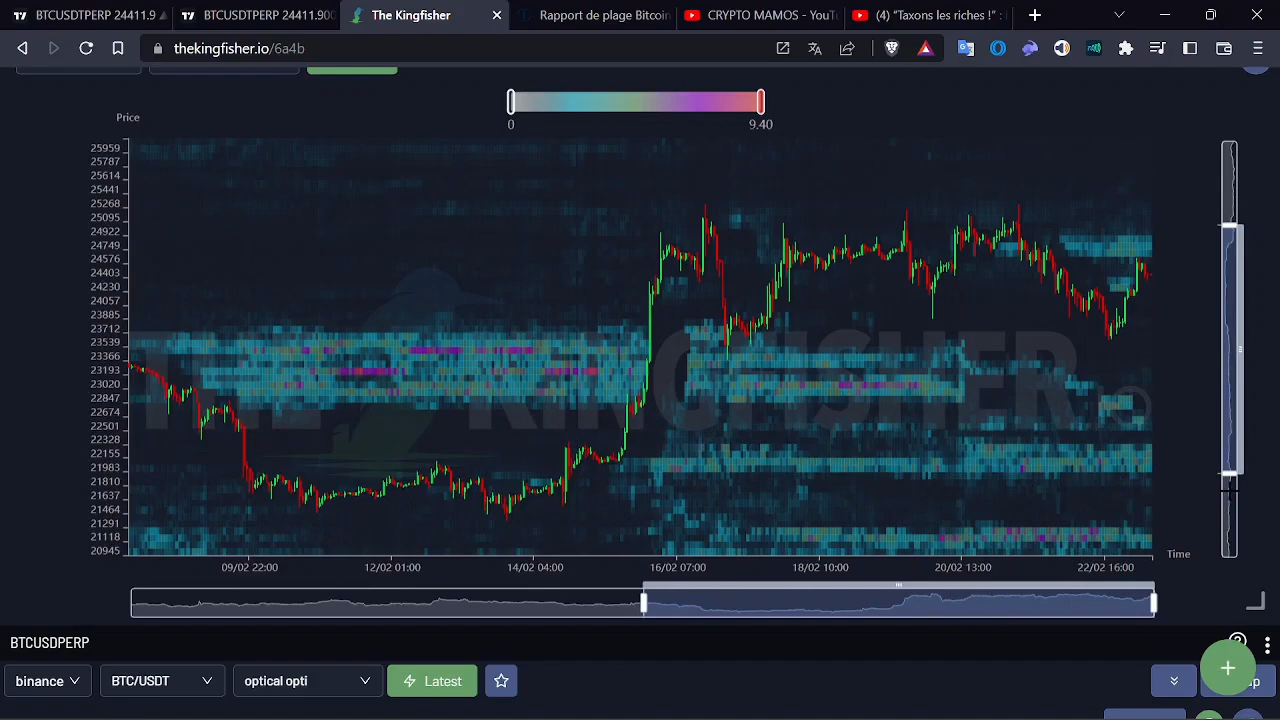 BTCUSDTPERP 24411.9
BTCUSDTPERP 24411.900
The Kingfisher
Rapport de plage Bitcoin
CRYPTO MAMOS - YouTu
(4) “Taxons les riches !” :
thekingfisher.io/6a4b
0
9.40
Price
25959
25787
25614
25441
25268
25095
24922
24749
24576
24403
24230
24057
23885
23712
23539
23366
23193
23020
22847
22674
22501
22328
22155
21983
21810
21637
21464
21291
21118
20945
THE KINGFISHER
09/02 22:00
12/02 01:00
14/02 04:00
16/02 07:00
18/02 10:00
20/02 13:00
22/02 16:00
Time
BTCUSDPERP
binance
BTC/USDT
optical opti
Latest